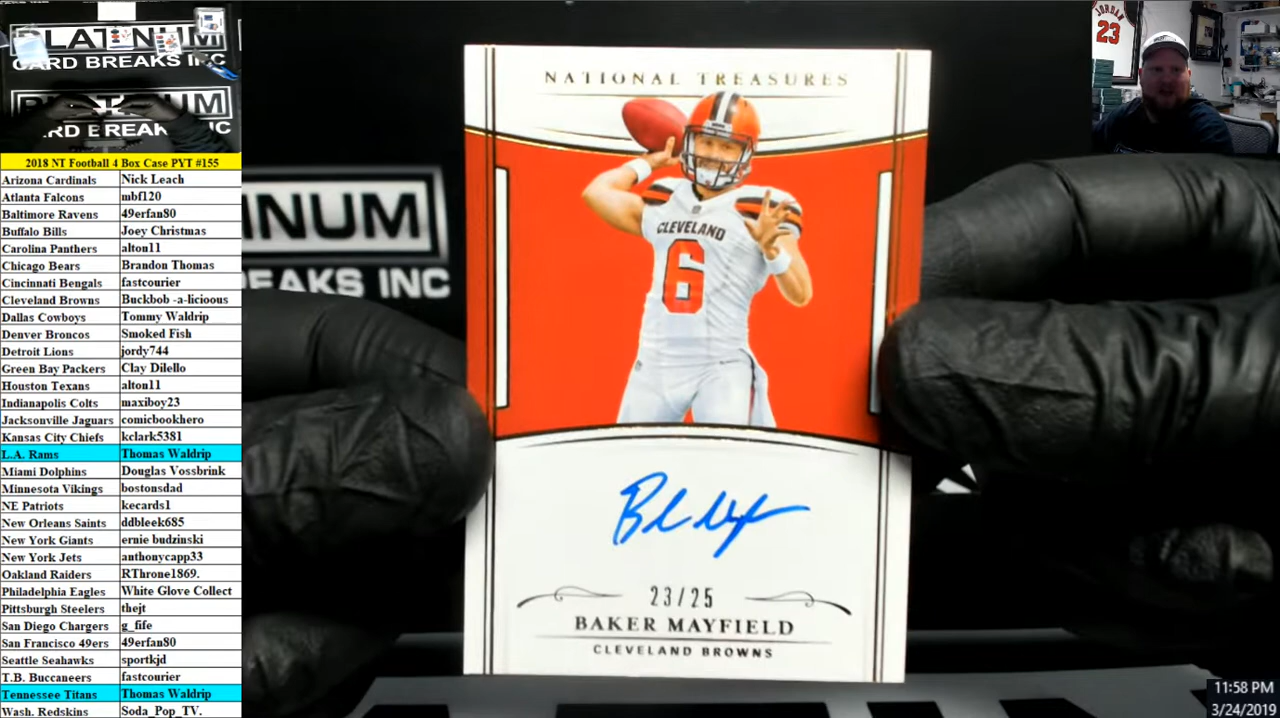 PLATINUM
CARD BREAKS INC
PLATINUM
CARD BREAK INC
2018 NT Football 4 Box Case PYT #155
Arizona Cardinals Nick Leach
Atlanta Falcons mbf120
Baltimore Ravens 49erfan80
Buffalo Bills Joey Christmas
Carolina Panthers alton11
Chicago Bears Brandon Thomas
Cincinnati Bengals fastcourier
Cleveland Browns Buckbob -a-licioous
Dallas Cowboys Tommy Waldrip
Denver Broncos Smoked Fish
Detroit Lions jordy744
Green Bay Packers Clay Dilello
Houston Texans alton11
Indianapolis Colts maxiboy23
Jacksonville Jaguars comicbookhero
Kansas City Chiefs kclark5381
L.A. Rams Thomas Waldrip
Miami Dolphins Douglas Vossbrink
Minnesota Vikings bostonsdad
NE Patriots kecards1
New Orleans Saints ddbleek685
New York Giants ernie budzinski
New York Jets anthonycapp33
Oakland Raiders RThrone1869.
Philadelphia Eagles White Glove Collect
Pittsburgh Steelers thejt
San Diego Chargers g_fife
San Francisco 49ers 49erfan80
Seattle Seahawks sportkjd
T.B. Buccaneers fastcourier
Tennessee Titans Thomas Waldrip
Wash. Redskins Soda_Pop_TV.
INUM
EAKS INC
NATIONAL TREASURES
CLEVELAND
6
23/25
BAKER MAYFIELD
CLEVELAND BROWNS
JORDAN
23
11:58 PM
3/24/2019